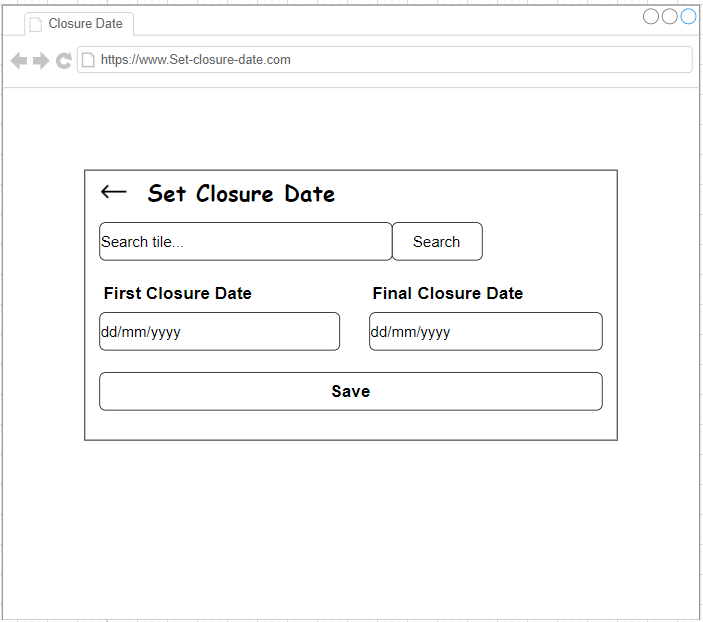 Closure Date
https://www.Set-closure-date.com
Set Closure Date
Search tile... Search
First Closure Date Final Closure Date
dd/mm/yyyy dd/mm/yyyy
Save